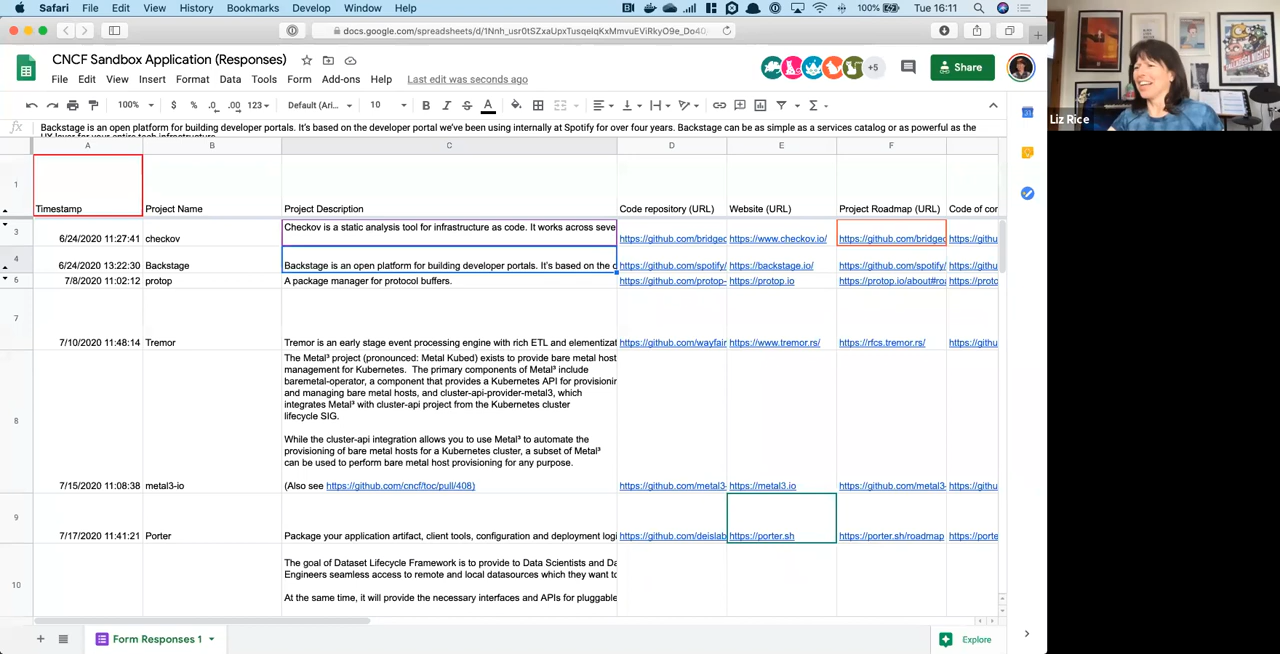 Safari File Edit View History Bookmarks Develop Window Help 100% Tue 16:11
docs.google.com/spreadsheets/d/
CNCF Sandbox Application (Responses)
File Edit View Insert Format Data Tools Form Add-ons Help Last edit was seconds ago
+5 Share
100% $ % .0 .00 123 Default (Ari... 10 B I S A
fx Backstage is an open platform for building developer portals. It's based on the developer portal we've been using internally at Spotify for over four years. Backstage can be as simple as a services catalog or as powerful as the
UX layer for your entire tech infrastructure.
A B C D E F
1 Timestamp Project Name Project Description Code repository (URL) Website (URL) Project Roadmap (URL) Code of con
3 6/24/2020 11:27:41 checkov Checkov is a static analysis tool for infrastructure as code. It works across seve https://github.com/bridgec https://www.checkov.io/ https://github.com/bridgec https://githu
4 6/24/2020 13:22:30 Backstage Backstage is an open platform for building developer portals. It's based on the d https://github.com/spotify/ https://backstage.io/ https://github.com/spotify/ https://githu
6 7/8/2020 11:02:12 protop A package manager for protocol buffers. https://github.com/protop- https://protop.io https://protop.io/about#roa https://proto
7 7/10/2020 11:48:14 Tremor Tremor is an early stage event processing engine with rich ETL and elementizat https://github.com/wayfair https://www.tremor.rs/ https://rfcs.tremor.rs/ https://githu
The Metal³ project (pronounced: Metal Kubed) exists to provide bare metal host
management for Kubernetes. The primary components of Metal³ include
baremetal-operator, a component that provides a Kubernetes API for provisionin
and managing bare metal hosts, and cluster-api-provider-metal3, which
integrates Metal³ with cluster-api project from the Kubernetes cluster
lifecycle SIG.
8
While the cluster-api integration allows you to use Metal³ to automate the
provisioning of bare metal hosts for a Kubernetes cluster, a subset of Metal³
can be used to perform bare metal host provisioning for any purpose.
7/15/2020 11:08:38 metal3-io (Also see https://github.com/cncf/toc/pull/408) https://github.com/metal3- https://metal3.io https://github.com/metal3- https://githu
9 7/17/2020 11:41:21 Porter Package your application artifact, client tools, configuration and deployment logi https://github.com/deislab https://porter.sh https://porter.sh/roadmap https://porte
The goal of Dataset Lifecycle Framework is to provide to Data Scientists and Da
Engineers seamless access to remote and local datasources which they want to
10
At the same time, it will provide the necessary interfaces and APIs for pluggable
Form Responses 1 Explore
Liz Rice